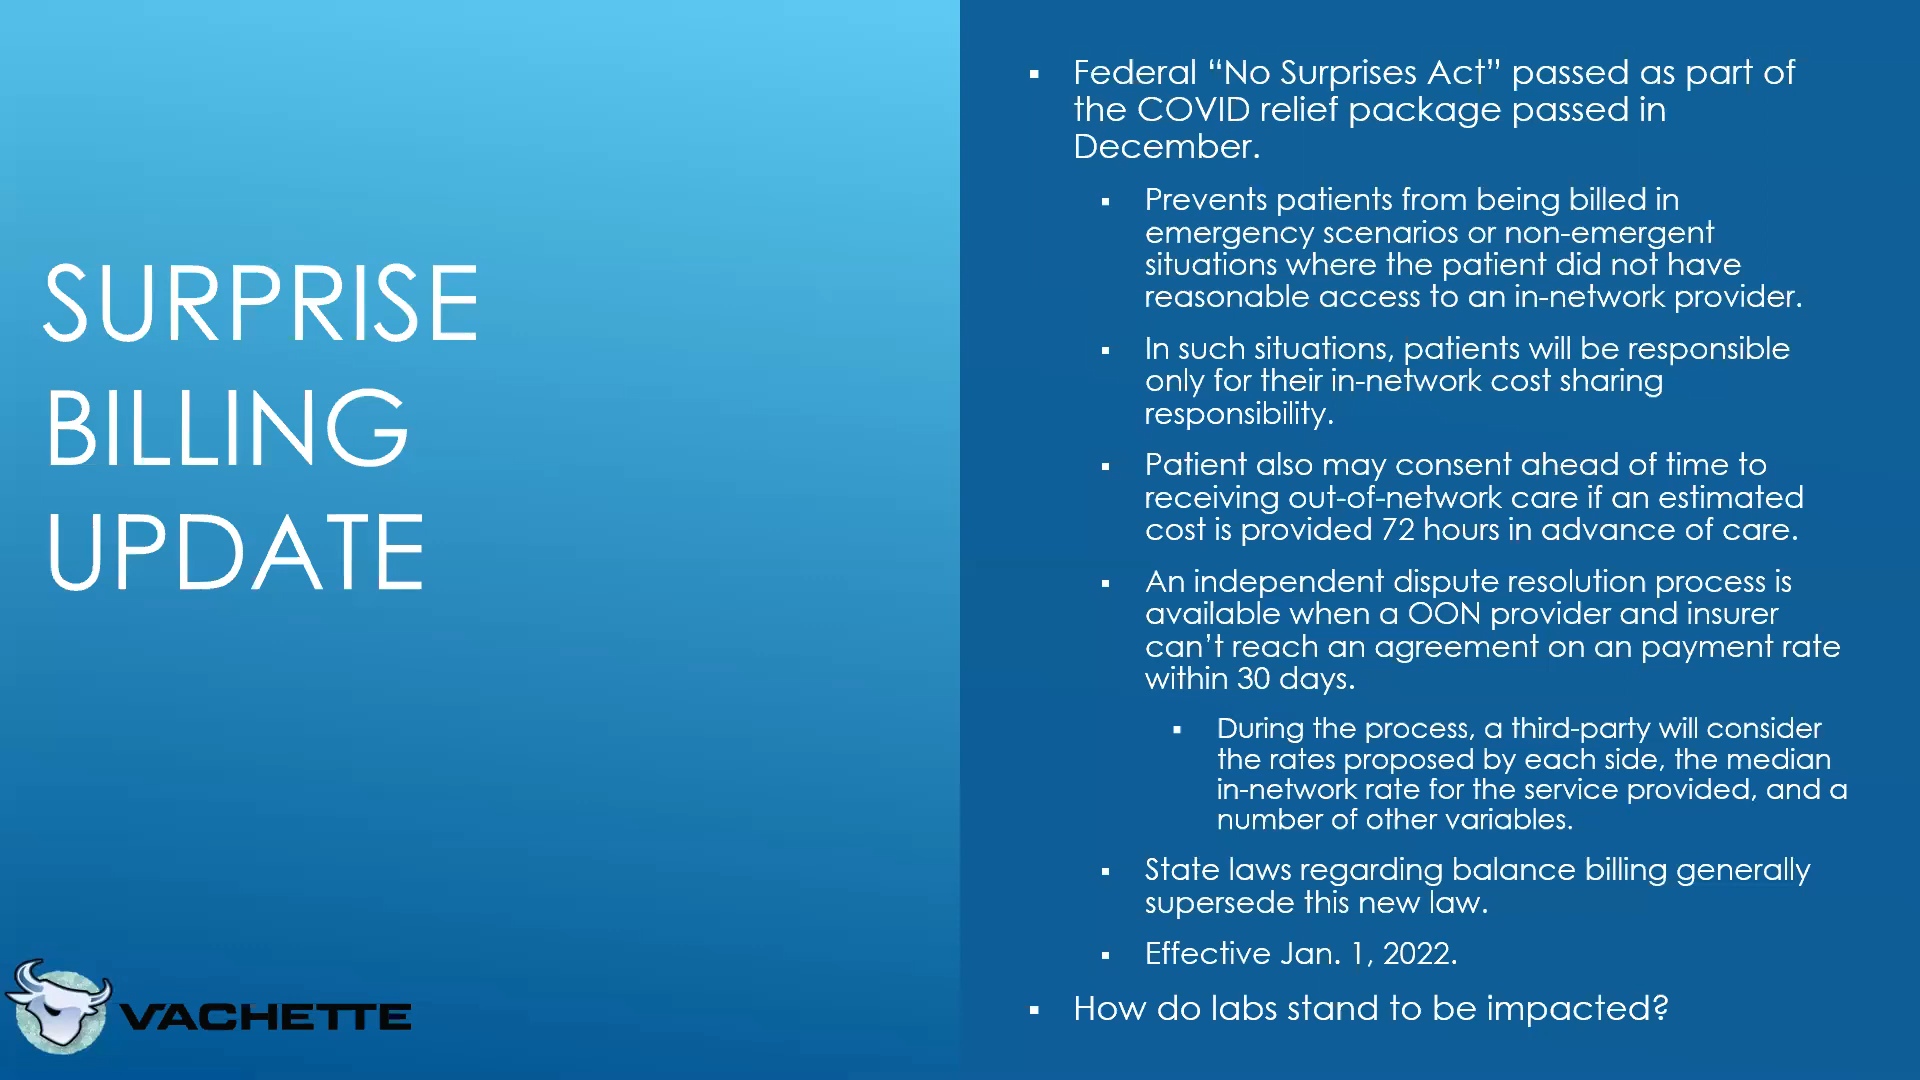 SURPRISE
BILLING
UPDATE
VACHETTE
▪ Federal “No Surprises Act” passed as part of
the COVID relief package passed in
December.
▪ Prevents patients from being billed in
emergency scenarios or non-emergent
situations where the patient did not have
reasonable access to an in-network provider.
▪ In such situations, patients will be responsible
only for their in-network cost sharing
responsibility.
▪ Patient also may consent ahead of time to
receiving out-of-network care if an estimated
cost is provided 72 hours in advance of care.
▪ An independent dispute resolution process is
available when a OON provider and insurer
can’t reach an agreement on an payment rate
within 30 days.
▪ During the process, a third-party will consider
the rates proposed by each side, the median
in-network rate for the service provided, and a
number of other variables.
▪ State laws regarding balance billing generally
supersede this new law.
▪ Effective Jan. 1, 2022.
▪ How do labs stand to be impacted?